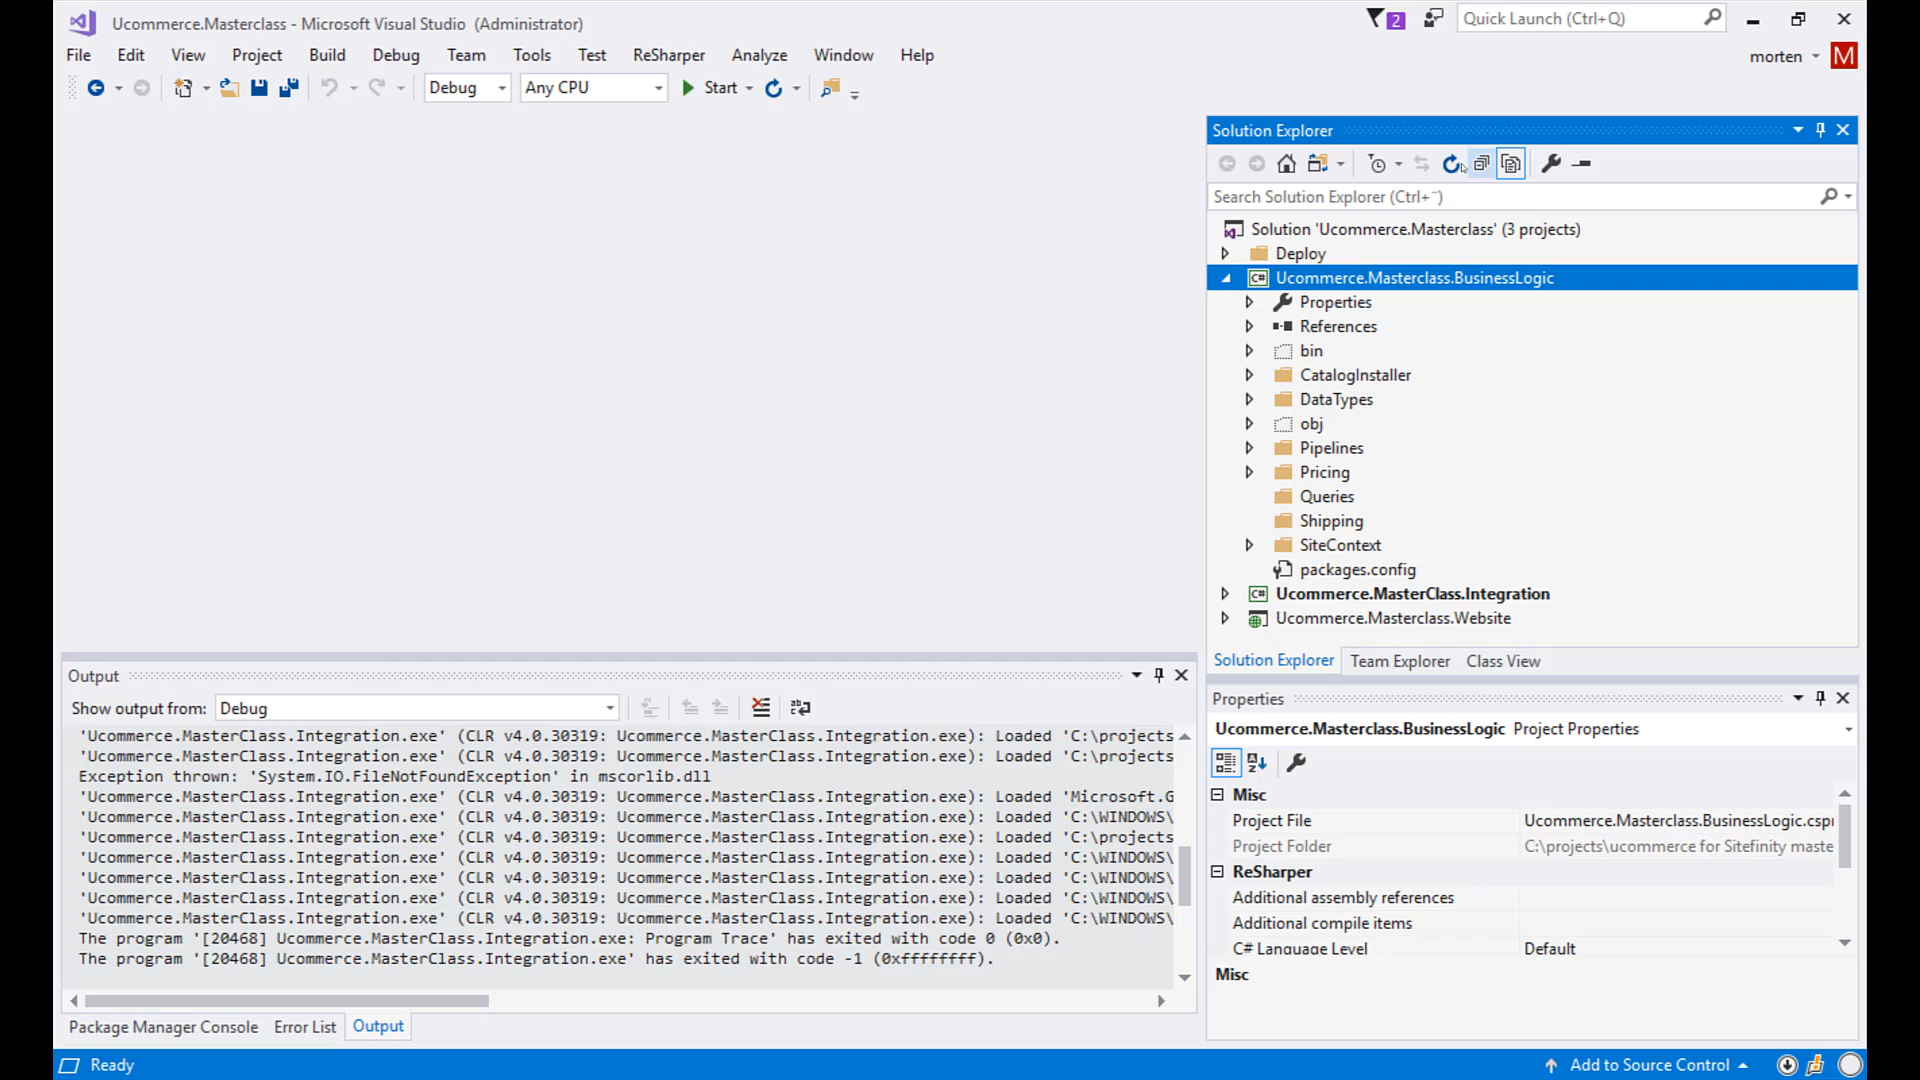 Ucommerce.Masterclass - Microsoft Visual Studio (Administrator)
2
Quick Launch (Ctrl+Q)
File Edit View Project Build Debug Team Tools Test ReSharper Analyze Window Help
morten M
Debug Any CPU Start
Solution Explorer
Search Solution Explorer (Ctrl+¨)
Solution 'Ucommerce.Masterclass' (3 projects)
Deploy
C# Ucommerce.Masterclass.BusinessLogic
Properties
References
bin
CatalogInstaller
DataTypes
obj
Pipelines
Pricing
Queries
Shipping
SiteContext
packages.config
C# Ucommerce.MasterClass.Integration
Ucommerce.Masterclass.Website
Solution Explorer Team Explorer Class View
Output
Show output from: Debug
'Ucommerce.MasterClass.Integration.exe' (CLR v4.0.30319: Ucommerce.MasterClass.Integration.exe): Loaded 'C:\projects
'Ucommerce.MasterClass.Integration.exe' (CLR v4.0.30319: Ucommerce.MasterClass.Integration.exe): Loaded 'C:\projects
Exception thrown: 'System.IO.FileNotFoundException' in mscorlib.dll
'Ucommerce.MasterClass.Integration.exe' (CLR v4.0.30319: Ucommerce.MasterClass.Integration.exe): Loaded 'Microsoft.G
'Ucommerce.MasterClass.Integration.exe' (CLR v4.0.30319: Ucommerce.MasterClass.Integration.exe): Loaded 'C:\WINDOWS\
'Ucommerce.MasterClass.Integration.exe' (CLR v4.0.30319: Ucommerce.MasterClass.Integration.exe): Loaded 'C:\projects
'Ucommerce.MasterClass.Integration.exe' (CLR v4.0.30319: Ucommerce.MasterClass.Integration.exe): Loaded 'C:\WINDOWS\
'Ucommerce.MasterClass.Integration.exe' (CLR v4.0.30319: Ucommerce.MasterClass.Integration.exe): Loaded 'C:\WINDOWS\
'Ucommerce.MasterClass.Integration.exe' (CLR v4.0.30319: Ucommerce.MasterClass.Integration.exe): Loaded 'C:\WINDOWS\
'Ucommerce.MasterClass.Integration.exe' (CLR v4.0.30319: Ucommerce.MasterClass.Integration.exe): Loaded 'C:\WINDOWS\
The program '[20468] Ucommerce.MasterClass.Integration.exe: Program Trace' has exited with code 0 (0x0).
The program '[20468] Ucommerce.MasterClass.Integration.exe' has exited with code -1 (0xffffffff).
Package Manager Console Error List Output
Properties
Ucommerce.Masterclass.BusinessLogic Project Properties
Misc
Project File Ucommerce.Masterclass.BusinessLogic.cspr
Project Folder C:\projects\ucommerce for Sitefinity maste
ReSharper
Additional assembly references
Additional compile items
C# Language Level Default
Misc
Ready
Add to Source Control